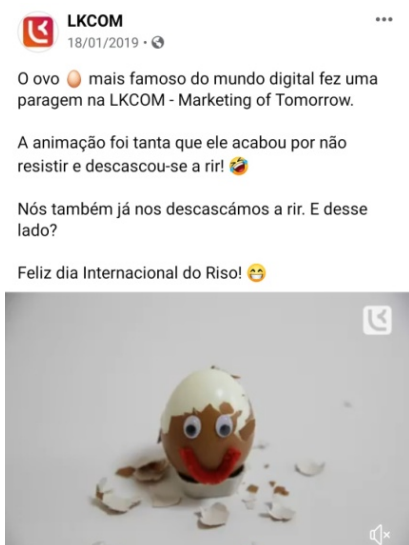 LKCOM
18/01/2019 ·
O ovo 🥚 mais famoso do mundo digital fez uma
paragem na LKCOM - Marketing of Tomorrow.
A animação foi tanta que ele acabou por não
resistir e descascou-se a rir! 🤣
Nós também já nos descascámos a rir. E desse
lado?
Feliz dia Internacional do Riso! 😁